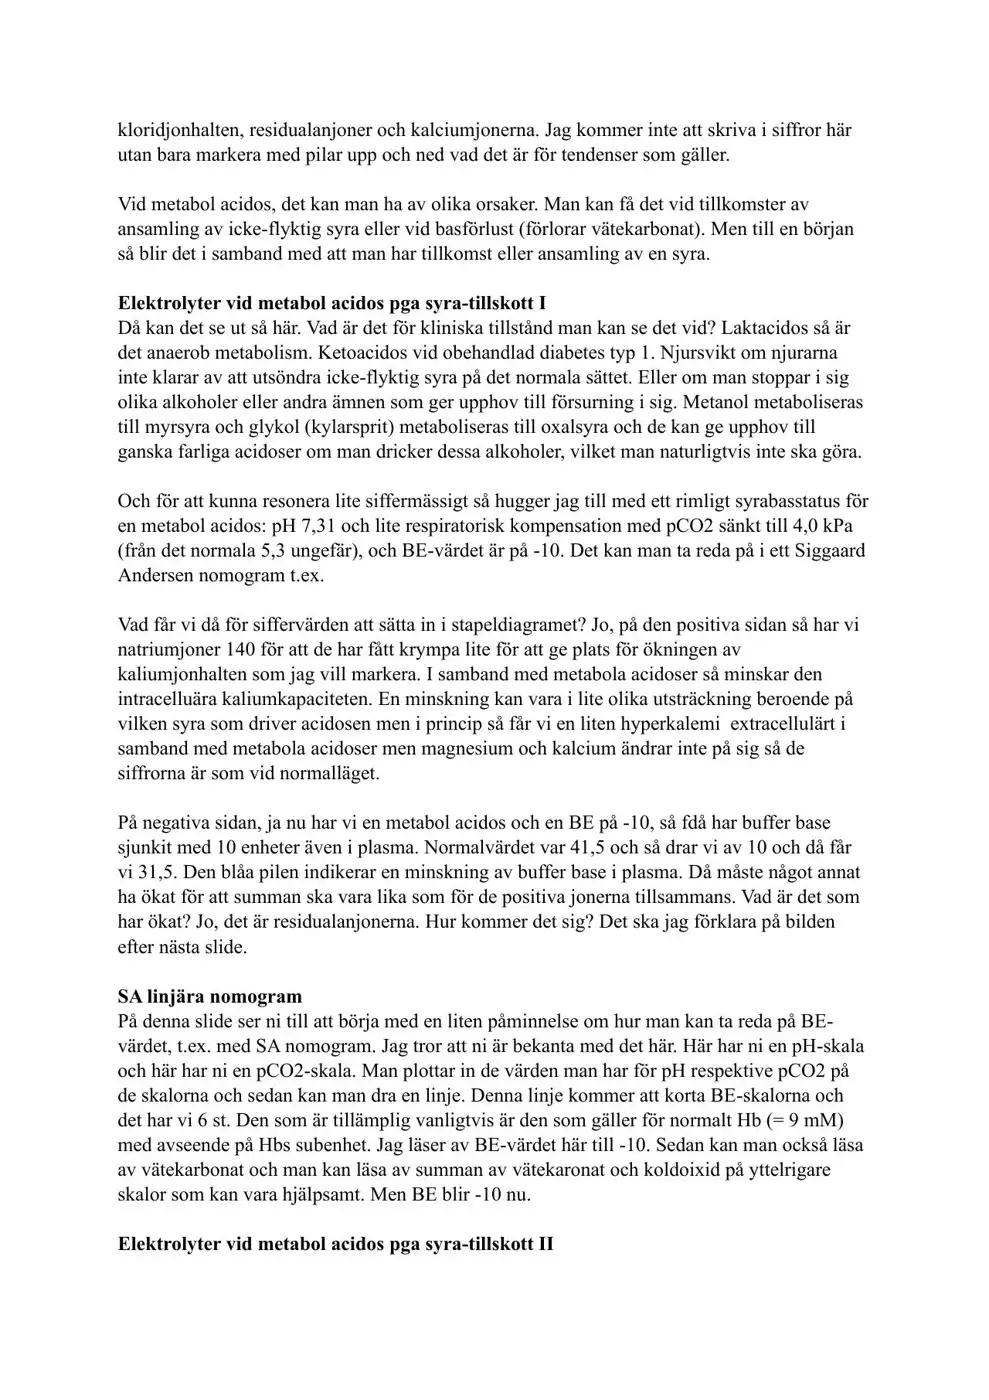 kloridjonhalten, residualanjoner och kalciumjonerna. Jag kommer inte att skriva i siffror här
utan bara markera med pilar upp och ned vad det är för tendenser som gäller.
Vid metabol acidos, det kan man ha av olika orsaker. Man kan få det vid tillkomster av
ansamling av icke-flyktig syra eller vid basförlust (förlorar vätekarbonat). Men till en början
så blir det i samband med att man har tillkomst eller ansamling av en syra.
Elektrolyter vid metabol acidos pga syra-tillskott I
Då kan det se ut så här. Vad är det för kliniska tillstånd man kan se det vid? Laktacidos så är
det anaerob metabolism. Ketoacidos vid obehandlad diabetes typ 1. Njursvikt om njurarna
inte klarar av att utsöndra icke-flyktig syra på det normala sättet. Eller om man stoppar i sig
olika alkoholer eller andra ämnen som ger upphov till försurning i sig. Metanol metaboliseras
till myrsyra och glykol (kylarsprit) metaboliseras till oxalsyra och de kan ge upphov till
ganska farliga acidoser om man dricker dessa alkoholer, vilket man naturligtvis inte ska göra.
Och för att kunna resonera lite siffermässigt så hugger jag till med ett rimligt syrabasstatus för
en metabol acidos: pH 7,31 och lite respiratorisk kompensation med pCO2 sänkt till 4,0 kPa
(från det normala 5,3 ungefär), och BE-värdet är på -10. Det kan man ta reda på i ett Siggaard
Andersen nomogram t.ex.
Vad får vi då för siffervärden att sätta in i stapeldiagramet? Jo, på den positiva sidan så har vi
natriumjoner 140 för att de har fått krympa lite för att ge plats för ökningen av
kaliumjonhalten som jag vill markera. I samband med metabola acidoser så minskar den
intracelluära kaliumkapaciteten. En minskning kan vara i lite olika utsträckning beroende på
vilken syra som driver acidosen men i princip så får vi en liten hyperkalemi  extracellulärt i
samband med metabola acidoser men magnesium och kalcium ändrar inte på sig så de
siffrorna är som vid normalläget.
På negativa sidan, ja nu har vi en metabol acidos och en BE på -10, så fdå har buffer base
sjunkit med 10 enheter även i plasma. Normalvärdet var 41,5 och så drar vi av 10 och då får
vi 31,5. Den blåa pilen indikerar en minskning av buffer base i plasma. Då måste något annat
ha ökat för att summan ska vara lika som för de positiva jonerna tillsammans. Vad är det som
har ökat? Jo, det är residualanjonerna. Hur kommer det sig? Det ska jag förklara på bilden
efter nästa slide.
SA linjära nomogram
På denna slide ser ni till att börja med en liten påminnelse om hur man kan ta reda på BE-
värdet, t.ex. med SA nomogram. Jag tror att ni är bekanta med det här. Här har ni en pH-skala
och här har ni en pCO2-skala. Man plottar in de värden man har för pH respektive pCO2 på
de skalorna och sedan kan man dra en linje. Denna linje kommer att korta BE-skalorna och
det har vi 6 st. Den som är tillämplig vanligtvis är den som gäller för normalt Hb (= 9 mM)
med avseende på Hbs subenhet. Jag läser av BE-värdet här till -10. Sedan kan man också läsa
av vätekarbonat och man kan läsa av summan av vätekaronat och koldoixid på yttelrigare
skalor som kan vara hjälpsamt. Men BE blir -10 nu.
Elektrolyter vid metabol acidos pga syra-tillskott II